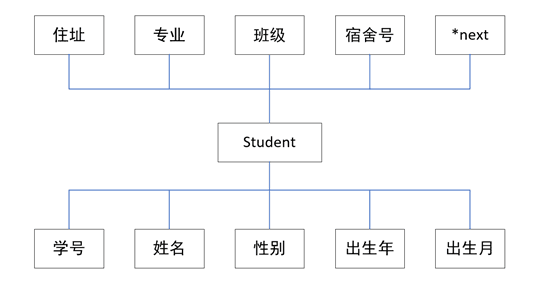 住址 专业 班级 宿舍号 *next
Student
学号 姓名 性别 出生年 出生月